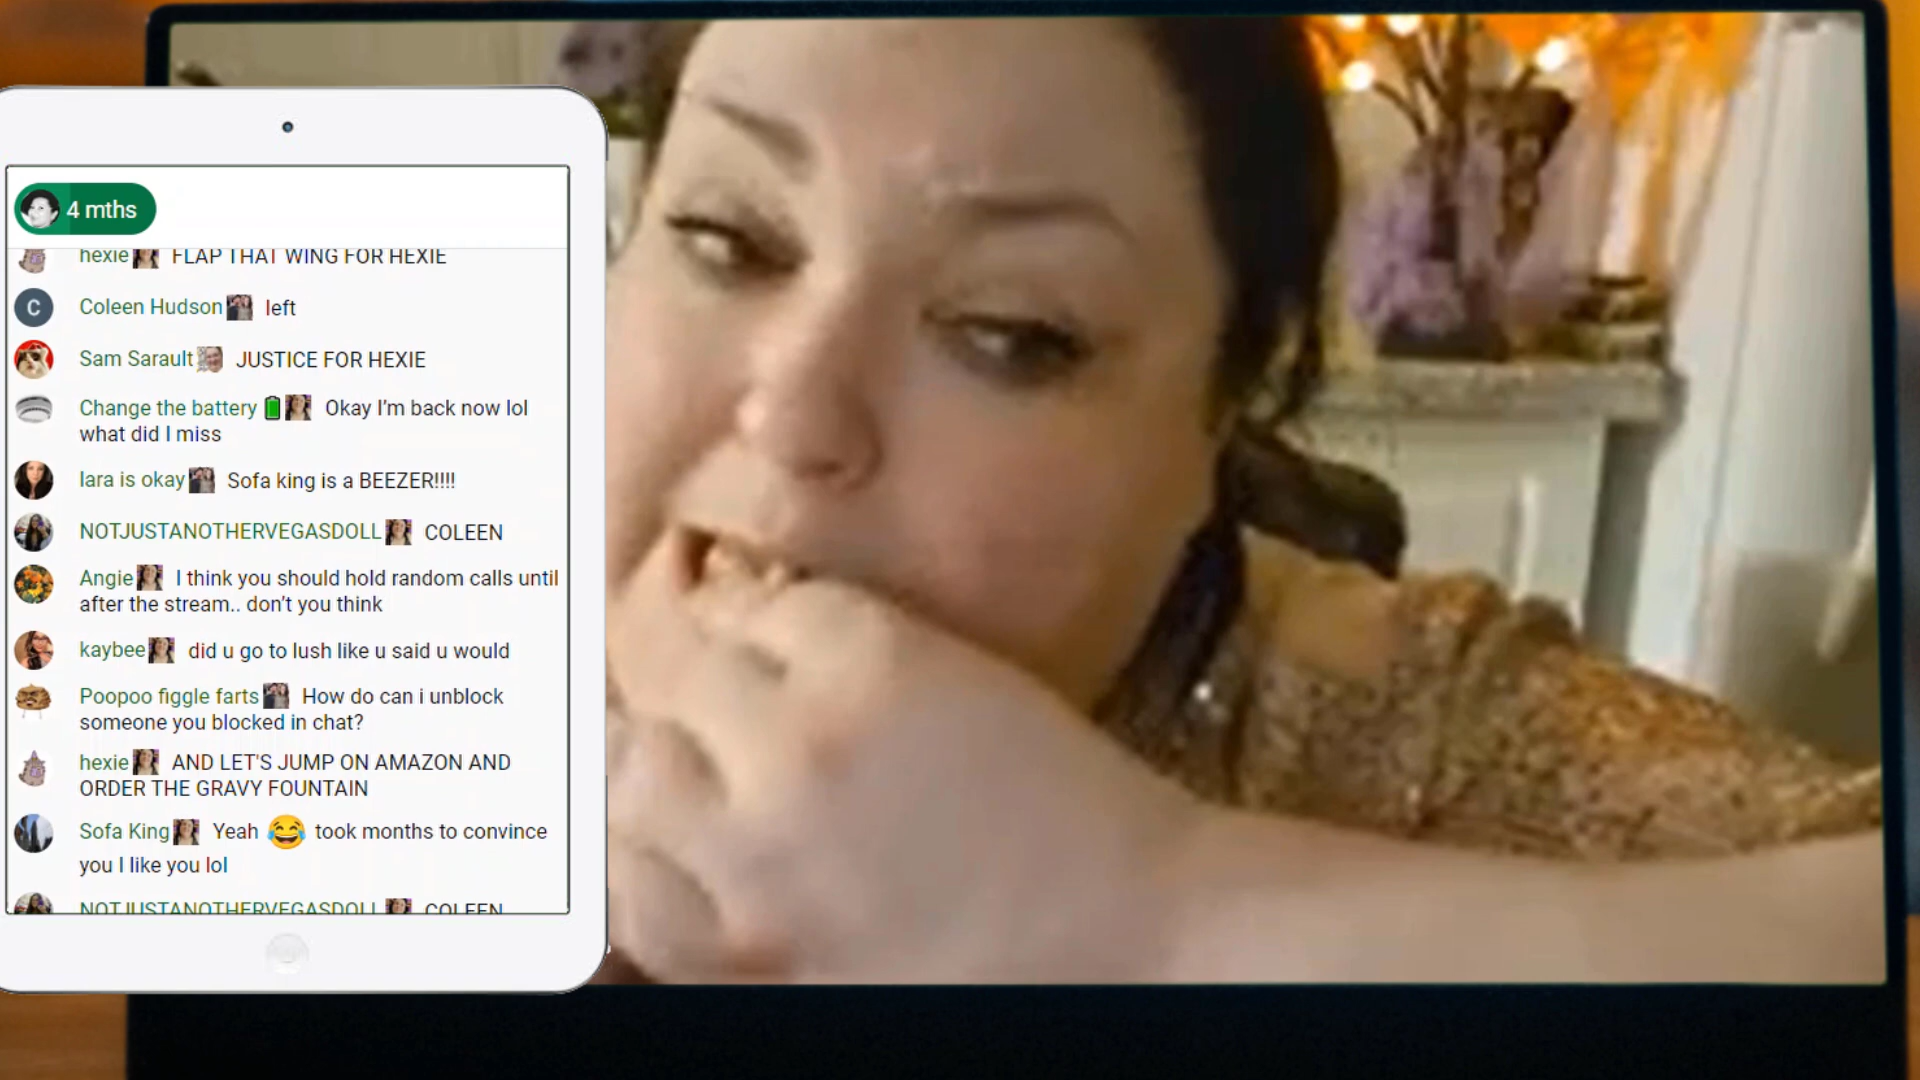 4 mths
hexie FLAP THAT WING FOR HEXIE
C
Coleen Hudson left
Sam Sarault JUSTICE FOR HEXIE
Change the battery Okay I'm back now lol
what did I miss
lara is okay Sofa king is a BEEZER!!!!
NOTJUSTANOTHERVEGASDOLL COLEEN
Angie I think you should hold random calls until
after the stream.. don't you think
kaybee did u go to lush like u said u would
Poopoo figgle farts How do can i unblock
someone you blocked in chat?
hexie AND LET'S JUMP ON AMAZON AND
ORDER THE GRAVY FOUNTAIN
Sofa King Yeah 😂 took months to convince
you I like you lol
NOTJUSTANOTHERVEGASDOLL COLEEN